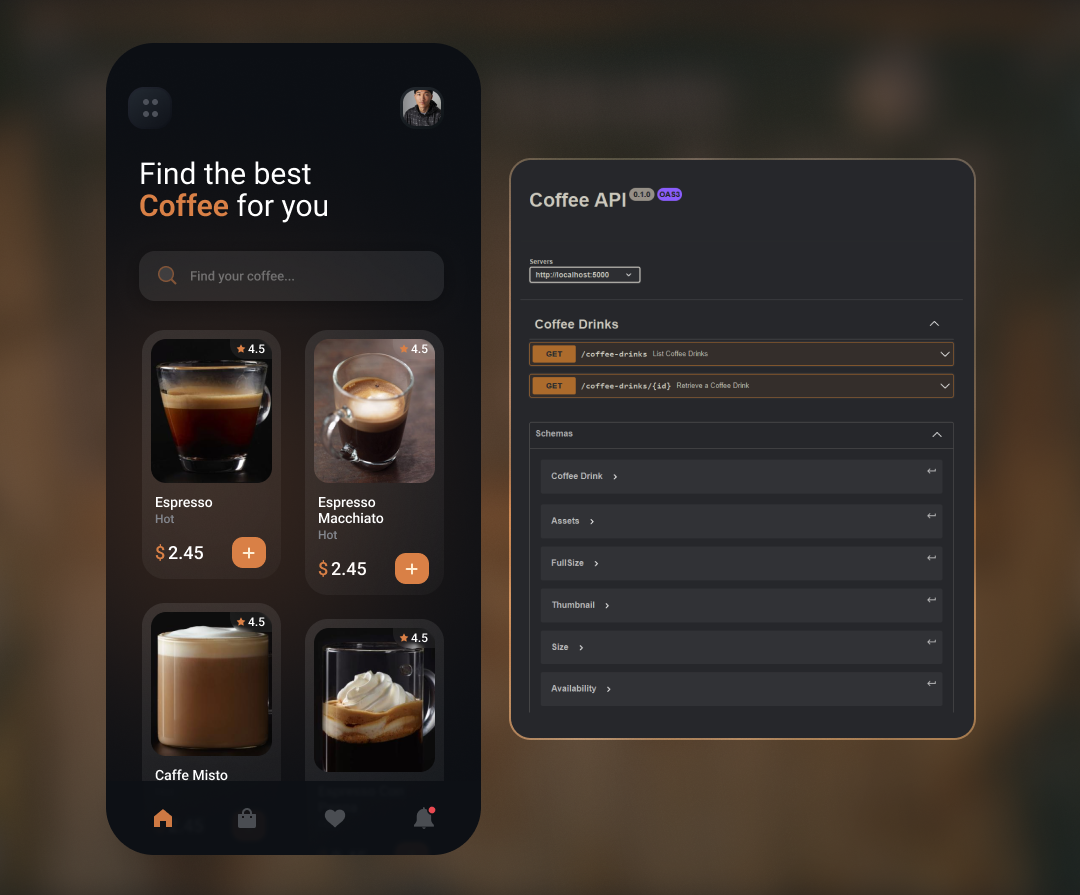 Find the best
Coffee for you
Find your coffee...
4.5
Espresso
Hot
$ 2.45
4.5
Espresso
Macchiato
Hot
$ 2.45
4.5
Caffe Misto
4.5
Coffee API 0.1.0 OAS3
Servers
http://localhost:5000
Coffee Drinks
GET /coffee-drinks List Coffee Drinks
GET /coffee-drinks/{id} Retrieve a Coffee Drink
Schemas
Coffee Drink
Assets
FullSize
Thumbnail
Size
Availability